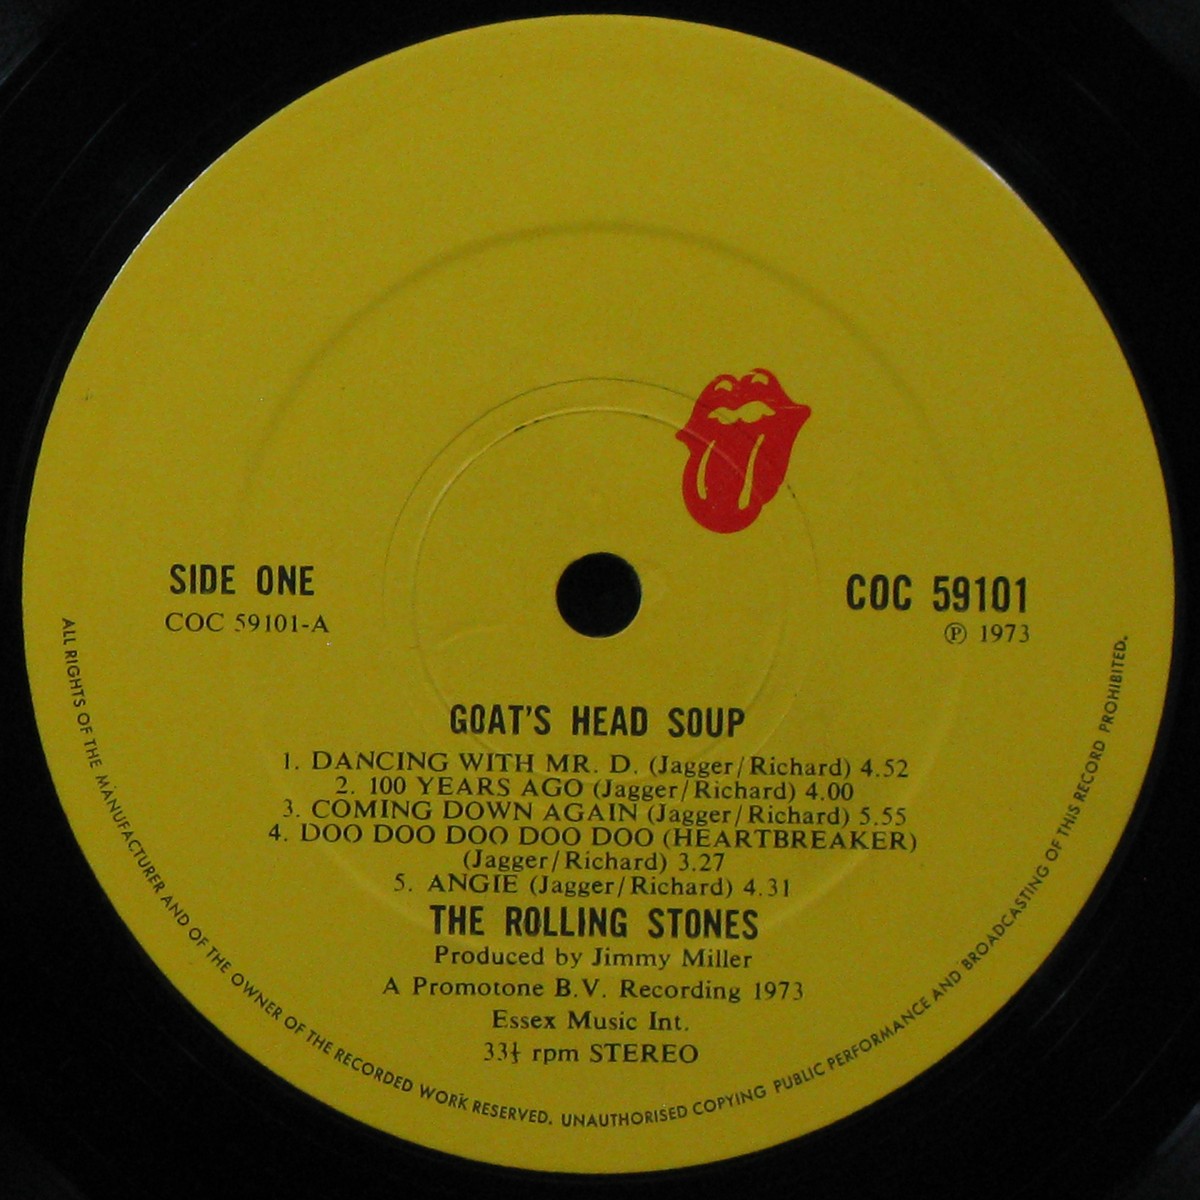 SIDE ONE
COC 59101-A
COC 59101
Ⓟ 1973
GOAT'S HEAD SOUP
1. DANCING WITH MR. D. (Jagger/Richard) 4.52
2. 100 YEARS AGO (Jagger/Richard) 4.00
3. COMING DOWN AGAIN (Jagger/Richard) 5.55
4. DOO DOO DOO DOO DOO (HEARTBREAKER)
(Jagger/Richard) 3.27
5. ANGIE (Jagger/Richard) 4.31
THE ROLLING STONES
Produced by Jimmy Miller
A Promotone B.V. Recording 1973
Essex Music Int.
33⅓ rpm STEREO
ALL RIGHTS OF THE MANUFACTURER AND OF THE OWNER OF THE RECORDED WORK RESERVED. UNAUTHORISED COPYING PUBLIC PERFORMANCE AND BROADCASTING OF THIS RECORD PROHIBITED.